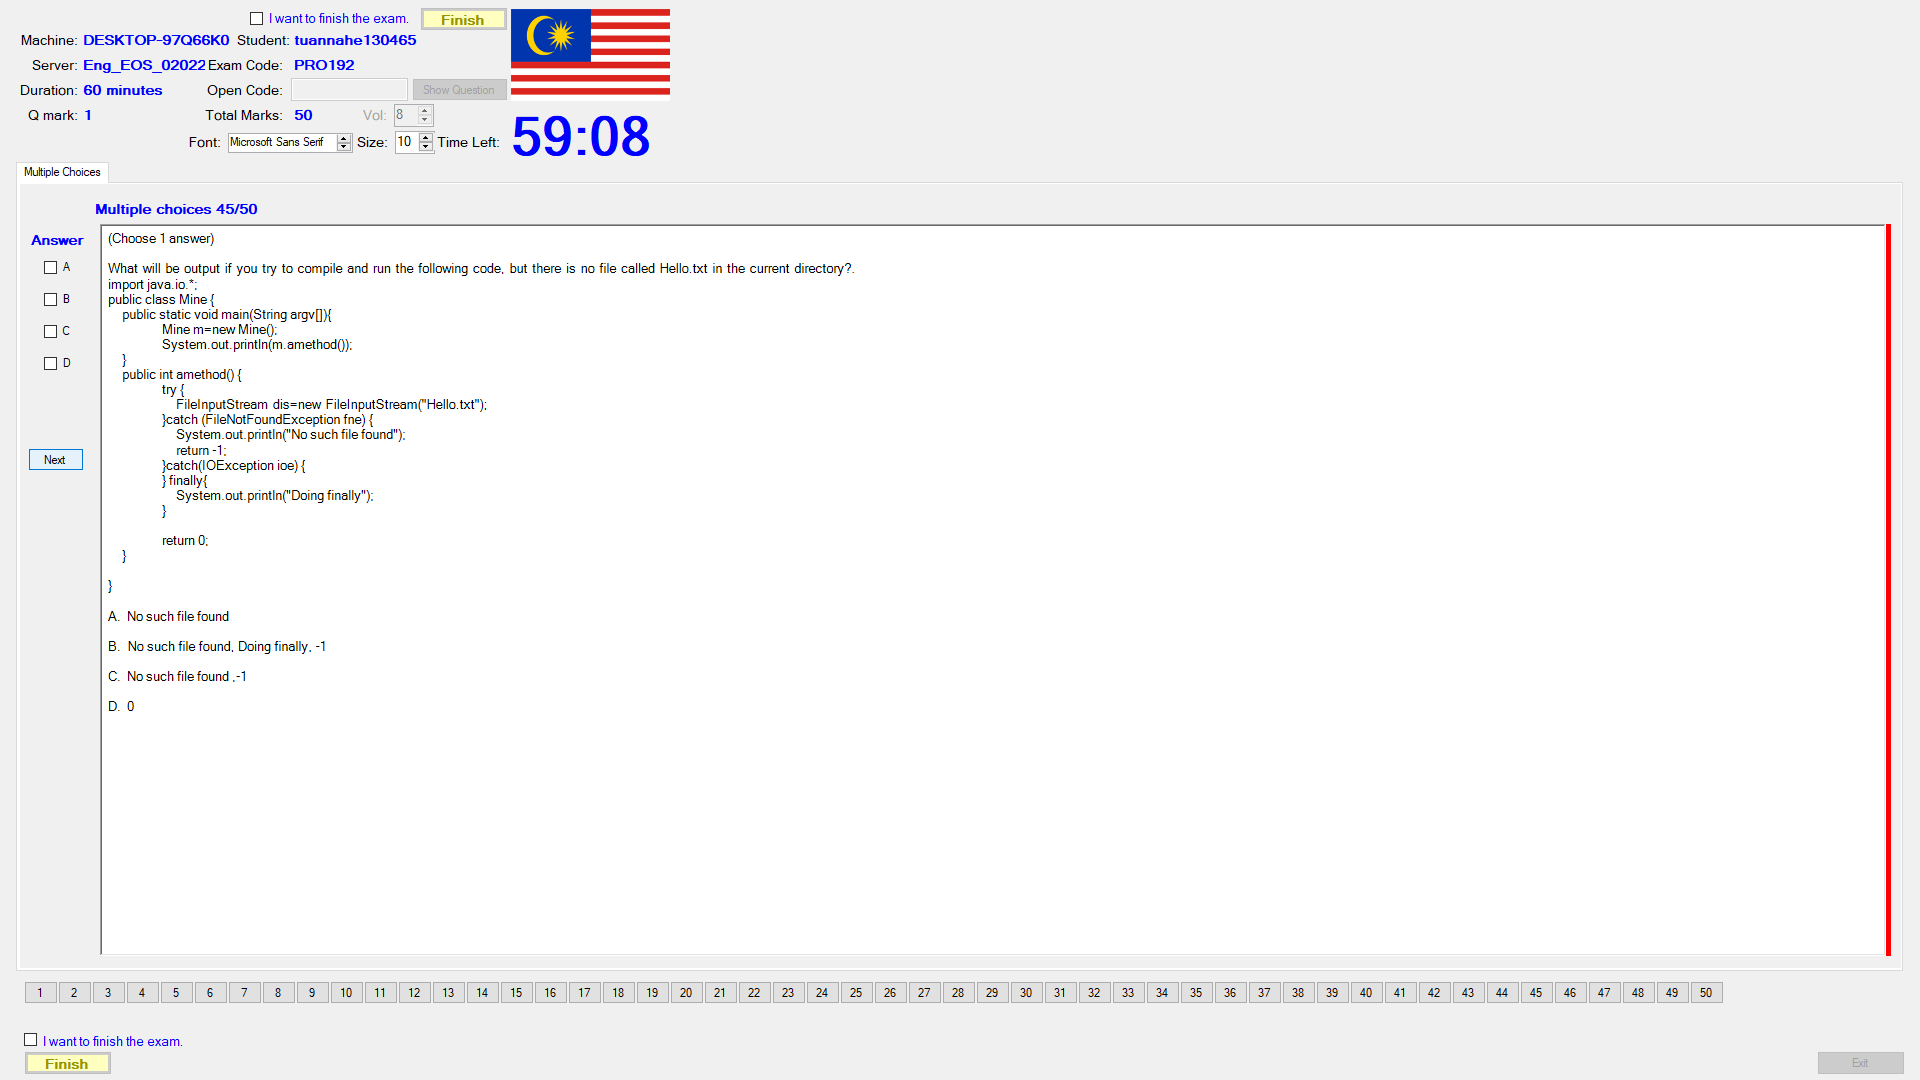 I want to finish the exam.
Finish
Machine: DESKTOP-97Q66K0 Student: tuannahe130465
Server: Eng_EOS_02022 Exam Code: PRO192
Duration: 60 minutes Open Code: Show Question
Q mark: 1 Total Marks: 50 Vol: 8
Font: Microsoft Sans Serif Size: 10 Time Left: 59:08
Multiple Choices
Multiple choices 45/50
Answer
A
B
C
D
Next
(Choose 1 answer)
What will be output if you try to compile and run the following code, but there is no file called Hello.txt in the current directory?.
import java.io.*;
public class Mine {
public static void main(String argv[]){
Mine m=new Mine();
System.out.println(m.amethod());
}
public int amethod() {
try {
FileInputStream dis=new FileInputStream("Hello.txt");
}catch (FileNotFoundException fne) {
System.out.println("No such file found");
return -1;
}catch(IOException ioe) {
} finally{
System.out.println("Doing finally");
}
return 0;
}
}
A. No such file found
B. No such file found, Doing finally, -1
C. No such file found ,-1
D. 0
1 2 3 4 5 6 7 8 9 10 11 12 13 14 15 16 17 18 19 20 21 22 23 24 25 26 27 28 29 30 31 32 33 34 35 36 37 38 39 40 41 42 43 44 45 46 47 48 49 50
I want to finish the exam.
Finish
Exit